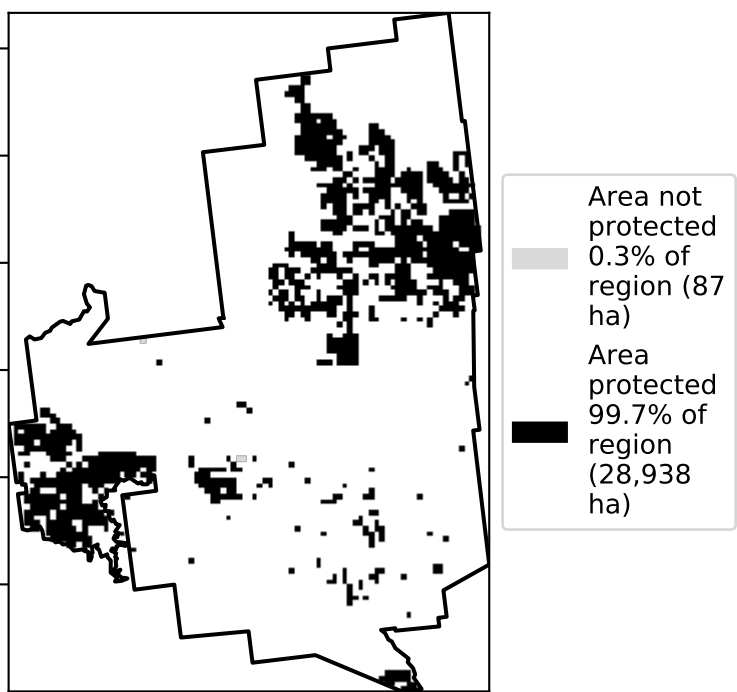 Area not
protected
0.3% of
region (87
ha)
Area
protected
99.7% of
region
(28,938
ha)